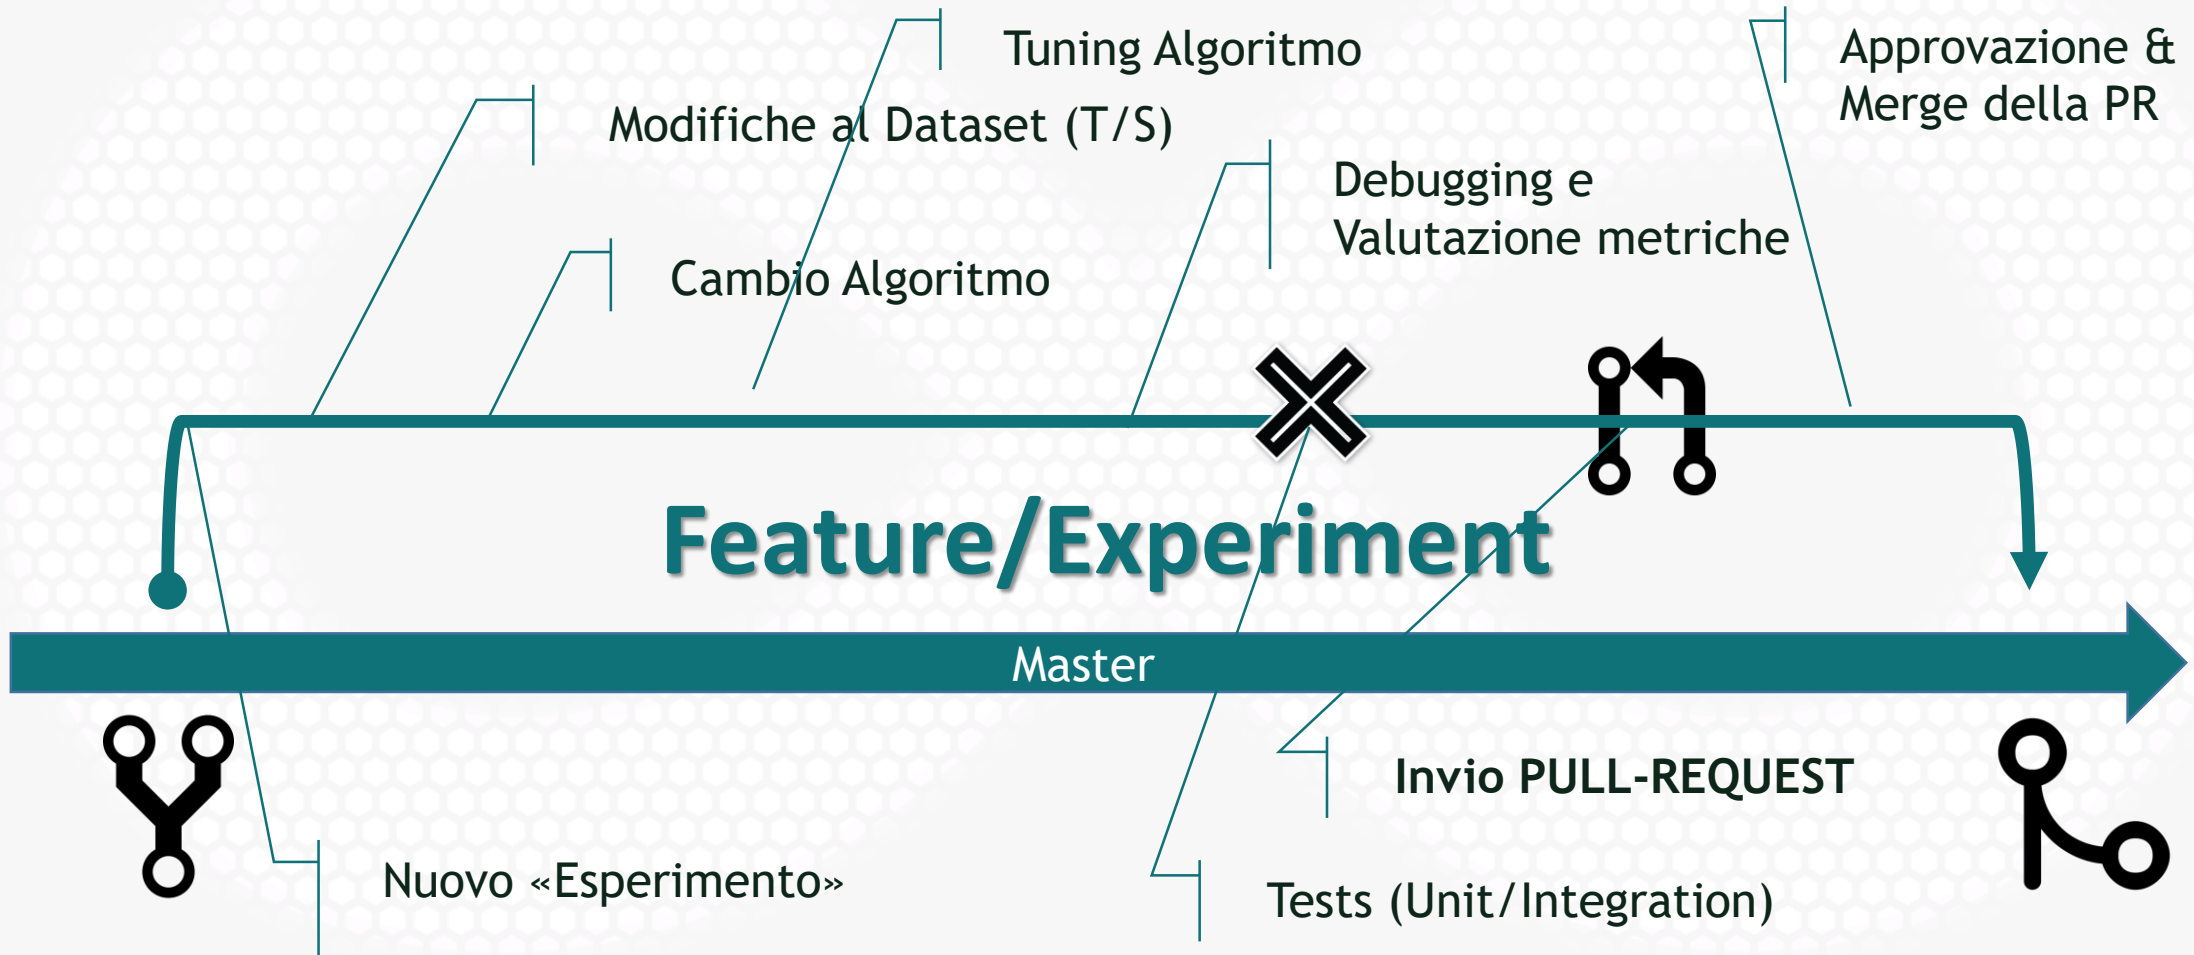 Tuning Algoritmo
Approvazione &
Merge della PR
Modifiche al Dataset (T/S)
Debugging e
Valutazione metriche
Cambio Algoritmo
Feature/Experiment
Master
Invio PULL-REQUEST
Nuovo «Esperimento»
Tests (Unit/Integration)